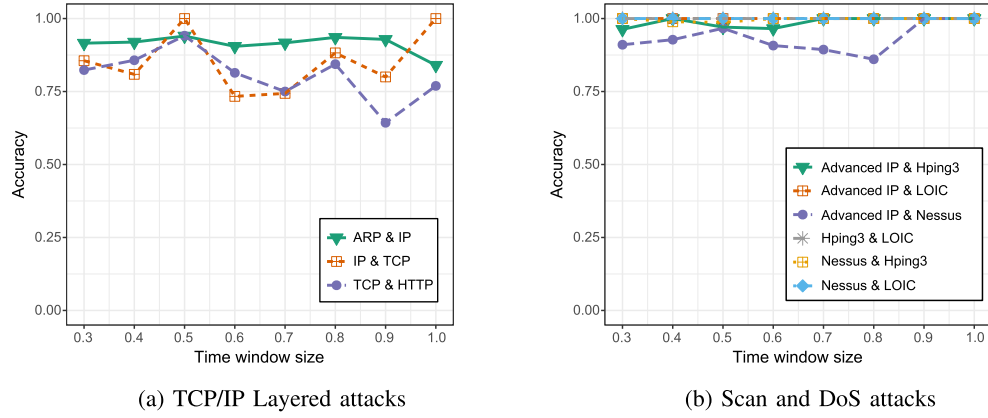 1.00
0.75
0.50
0.25
0.00
Accuracy
ARP & IP
IP & TCP
TCP & HTTP
0.3 0.4 0.5 0.6 0.7 0.8 0.9 1.0
Time window size
(a) TCP/IP Layered attacks
1.00
0.75
0.50
0.25
0.00
Accuracy
Advanced IP & Hping3
Advanced IP & LOIC
Advanced IP & Nessus
Hping3 & LOIC
Nessus & Hping3
Nessus & LOIC
0.3 0.4 0.5 0.6 0.7 0.8 0.9 1.0
Time window size
(b) Scan and DoS attacks